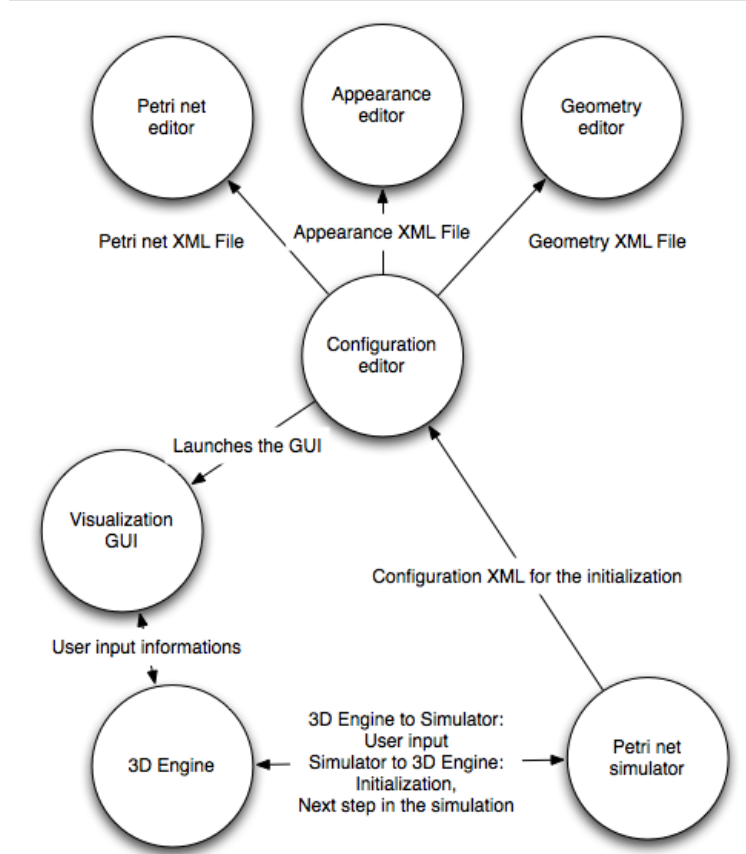 Petri net
editor
Appearance
editor
Geometry
editor
Petri net XML File
Appearance XML File
Geometry XML File
Configuration
editor
Launches the GUI
Visualization
GUI
Configuration XML for the initialization
User input informations
3D Engine
3D Engine to Simulator:
User input
Simulator to 3D Engine:
Initialization,
Next step in the simulation
Petri net
simulator